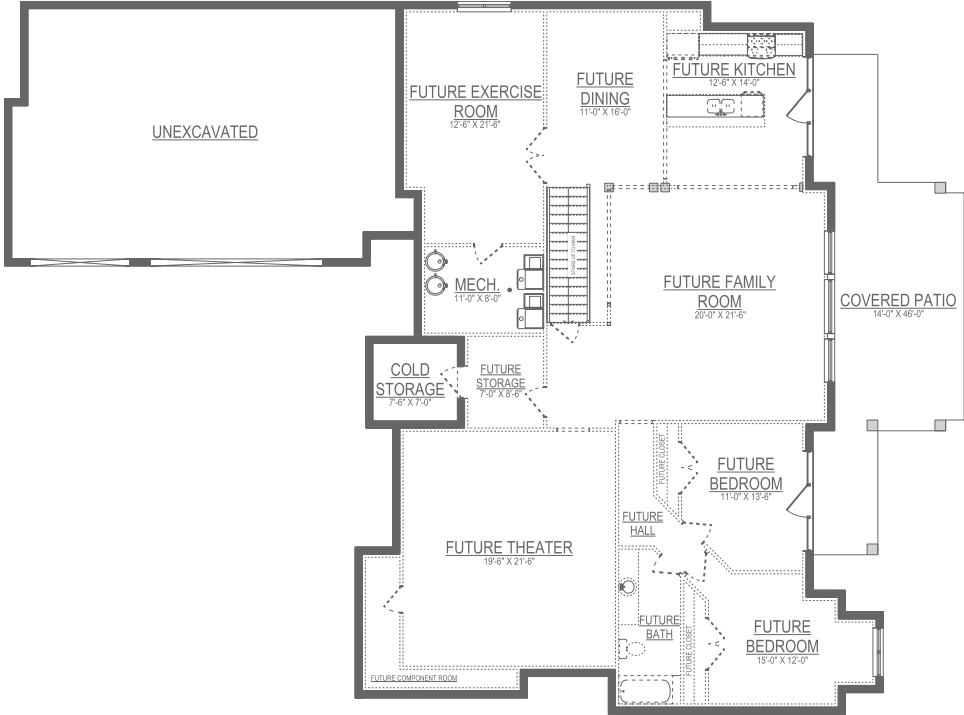 UNEXCAVATED
FUTURE EXERCISE
ROOM
12'-6" X 21'-6"
FUTURE
DINING
11'-0" X 16'-0"
FUTURE KITCHEN
12'-6" X 14'-0"
MECH.
11'-0" X 8'-0"
FUTURE FAMILY
ROOM
20'-0" X 21'-6"
COVERED PATIO
14'-0" X 46'-0"
COLD
STORAGE
7'-6" X 7'-0"
FUTURE
STORAGE
7'-0" X 8'-6"
FUTURE CLOSET
FUTURE
BEDROOM
11'-0" X 13'-6"
FUTURE
HALL
FUTURE THEATER
19'-6" X 21'-6"
FUTURE
BATH
FUTURE CLOSET
FUTURE
BEDROOM
15'-0" X 12'-0"
FUTURE COMPONENT ROOM